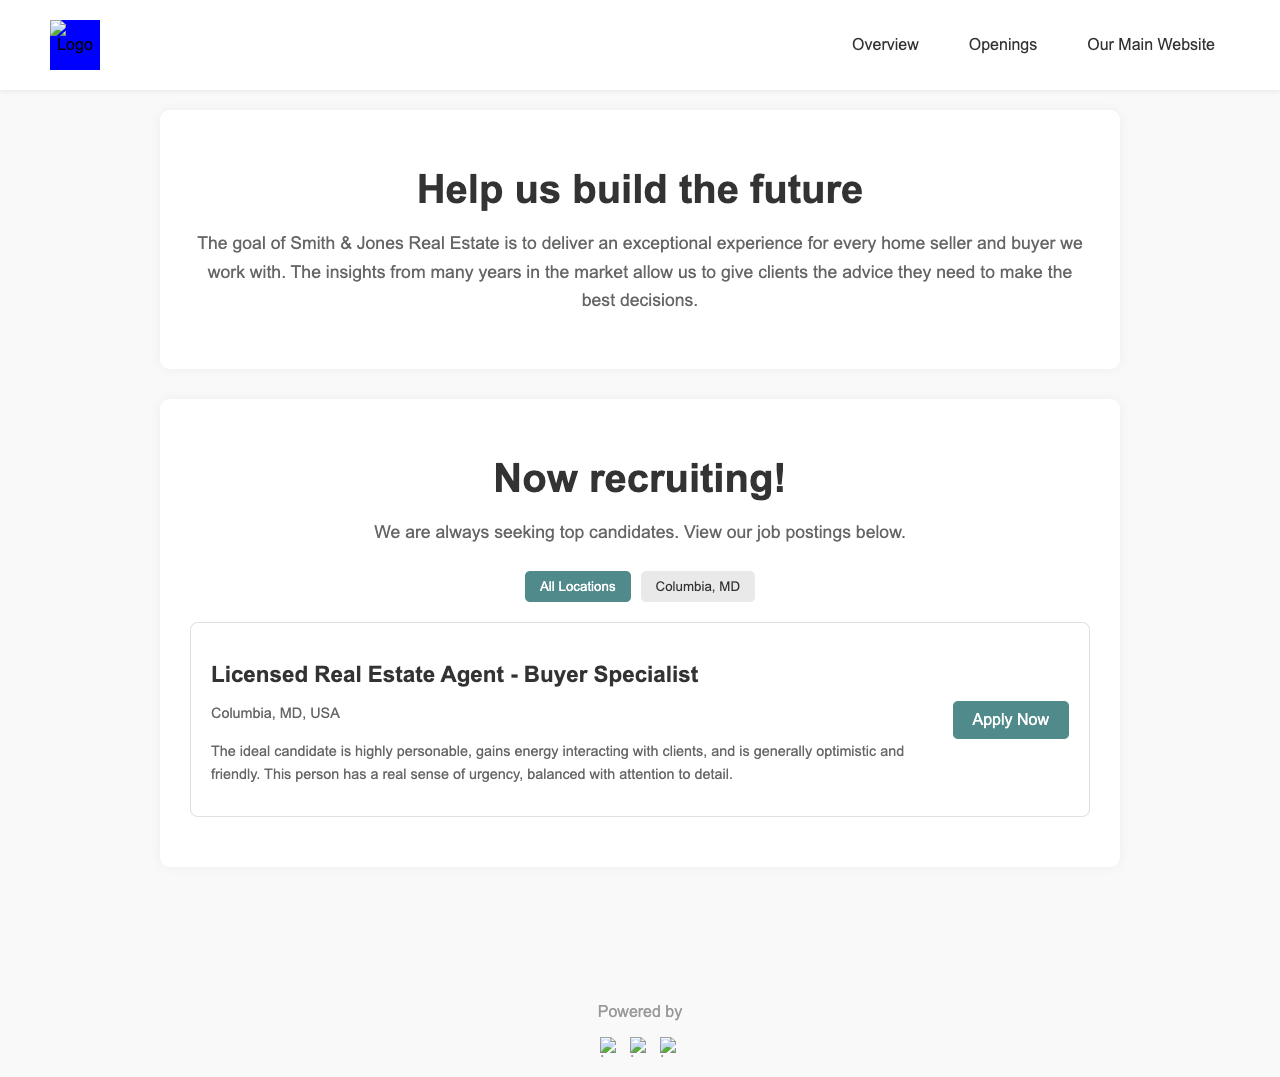 Logo
Overview
Openings
Our Main Website
Help us build the future
The goal of Smith & Jones Real Estate is to deliver an exceptional experience for every home seller and buyer we
work with. The insights from many years in the market allow us to give clients the advice they need to make the
best decisions.
Now recruiting!
We are always seeking top candidates. View our job postings below.
All Locations
Columbia, MD
Licensed Real Estate Agent - Buyer Specialist
Columbia, MD, USA
The ideal candidate is highly personable, gains energy interacting with clients, and is generally optimistic and
friendly. This person has a real sense of urgency, balanced with attention to detail.
Apply Now
Powered by